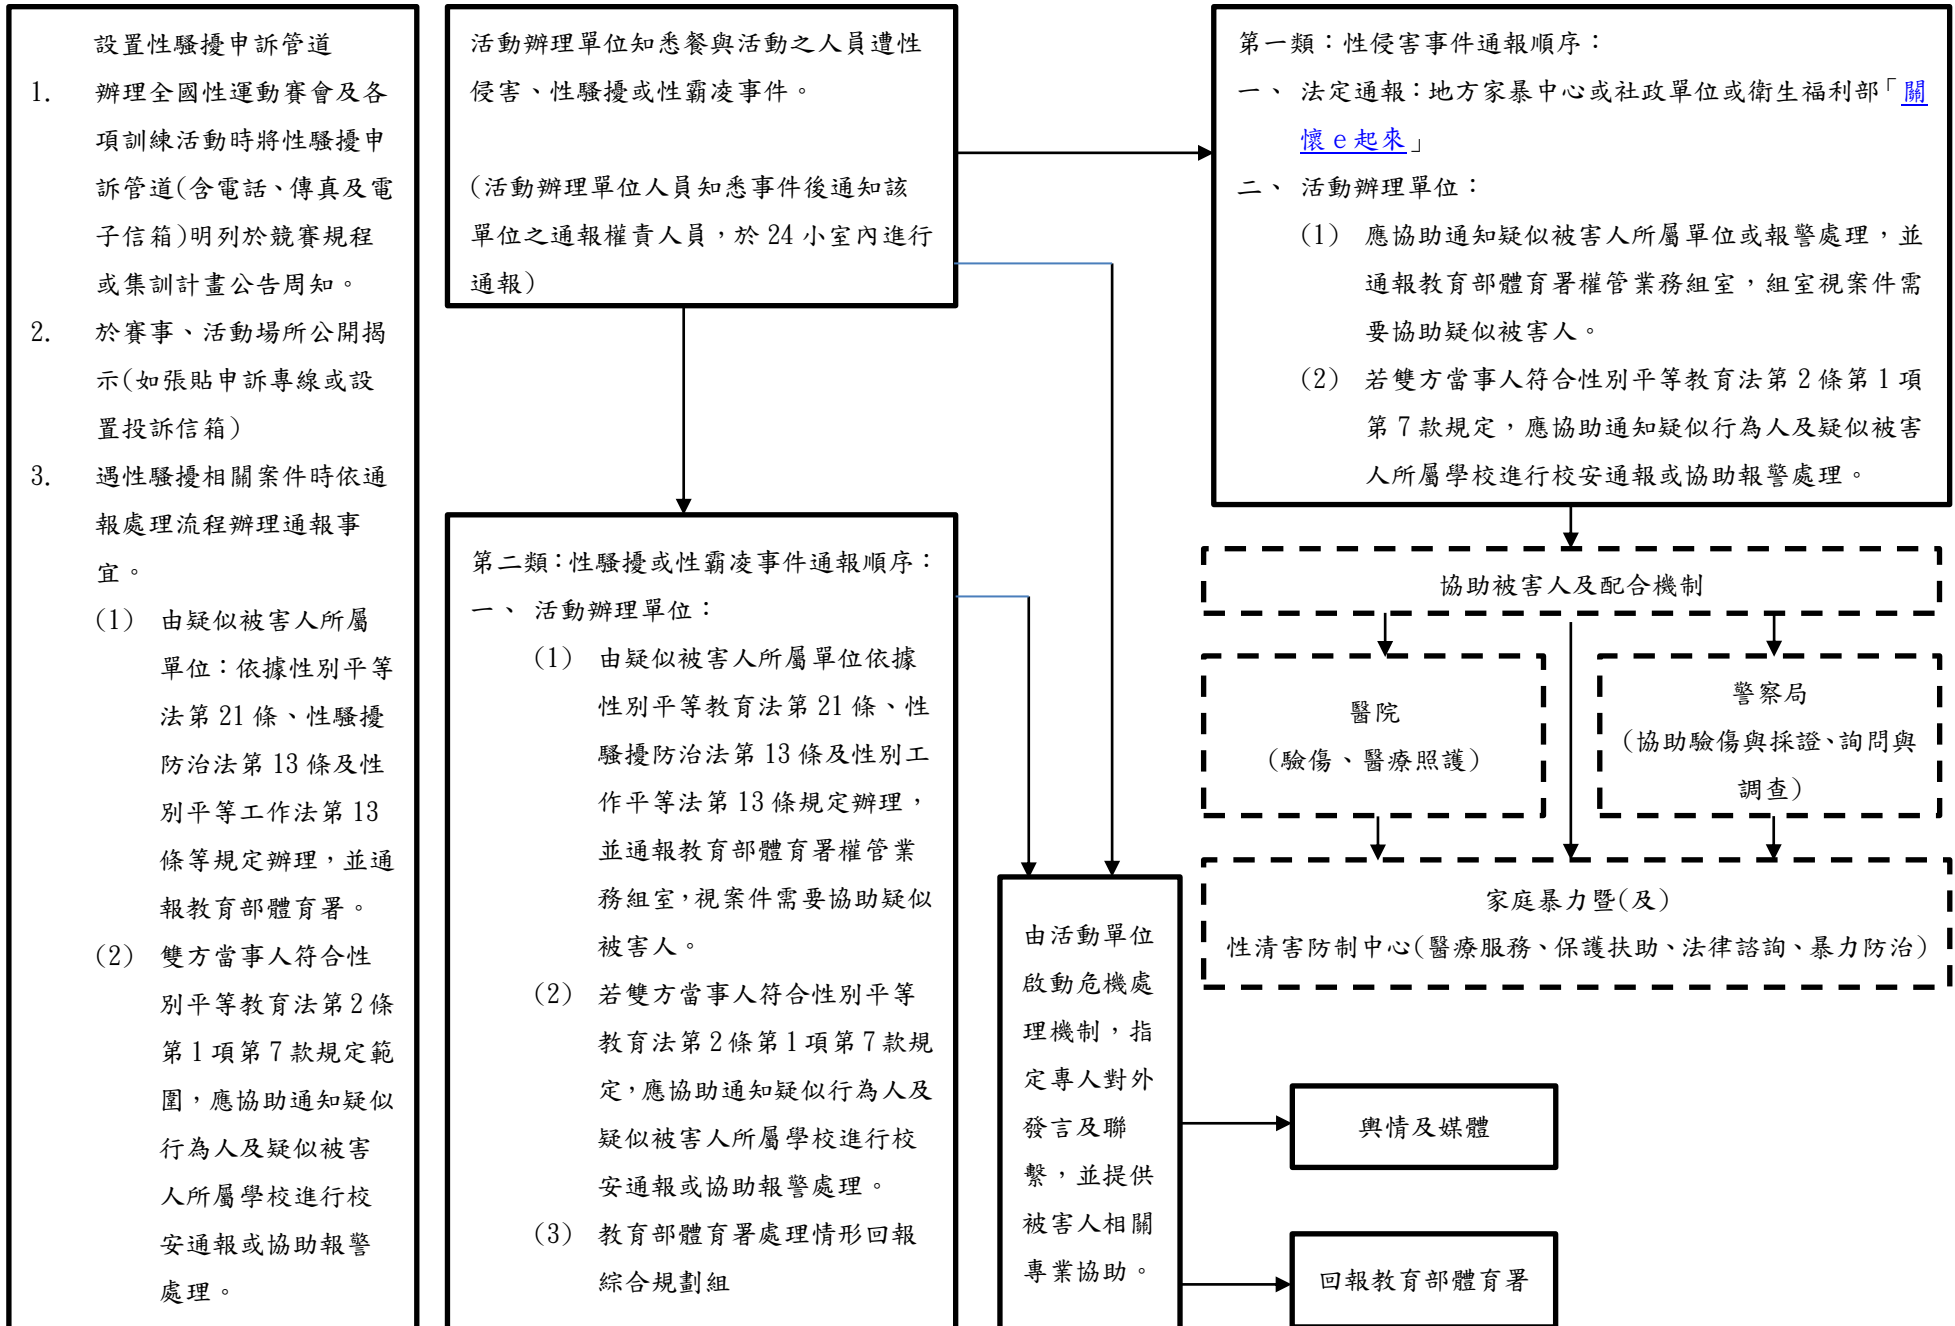 設置性騷擾申訴管道
1. 辦理全國性運動賽會及各
項訓練活動時將性騷擾申
訴管道(含電話、傳真及電
子信箱)明列於競賽規程
或集訓計畫公告周知。
2. 於賽事、活動場所公開揭
示(如張貼申訴專線或設
置投訴信箱)
3. 遇性騷擾相關案件時依通
報處理流程辦理通報事
宜。
(1) 由疑似被害人所屬
單位：依據性別平等
法第 21 條、性騷擾
防治法第 13 條及性
別平等工作法第 13
條等規定辦理，並通
報教育部體育署。
(2) 雙方當事人符合性
別平等教育法第 2 條
第 1 項第 7 款規定範
圍，應協助通知疑似
行為人及疑似被害
人所屬學校進行校
安通報或協助報警
處理。
活動辦理單位知悉餐與活動之人員遭性
侵害、性騷擾或性霸凌事件。
(活動辦理單位人員知悉事件後通知該
單位之通報權責人員，於 24 小室內進行
通報)
第二類：性騷擾或性霸凌事件通報順序：
一、 活動辦理單位：
(1) 由疑似被害人所屬單位依據
性別平等教育法第 21 條、性
騷擾防治法第 13 條及性別工
作平等法第 13 條規定辦理，
並通報教育部體育署權管業
務組室，視案件需要協助疑似
被害人。
(2) 若雙方當事人符合性別平等
教育法第 2 條第 1 項第 7 款規
定，應協助通知疑似行為人及
疑似被害人所屬學校進行校
安通報或協助報警處理。
(3) 教育部體育署處理情形回報
綜合規劃組
第一類：性侵害事件通報順序：
一、 法定通報：地方家暴中心或社政單位或衛生福利部「關
懷 e 起來」
二、 活動辦理單位：
(1) 應協助通知疑似被害人所屬單位或報警處理，並
通報教育部體育署權管業務組室，組室視案件需
要協助疑似被害人。
(2) 若雙方當事人符合性別平等教育法第 2 條第 1 項
第 7 款規定，應協助通知疑似行為人及疑似被害
人所屬學校進行校安通報或協助報警處理。
協助被害人及配合機制
醫院
(驗傷、醫療照護)
警察局
(協助驗傷與採證、詢問與
調查)
家庭暴力暨(及)
性清害防制中心(醫療服務、保護扶助、法律諮詢、暴力防治)
由活動單位
啟動危機處
理機制，指
定專人對外
發言及聯
繫，並提供
被害人相關
專業協助。
輿情及媒體
回報教育部體育署